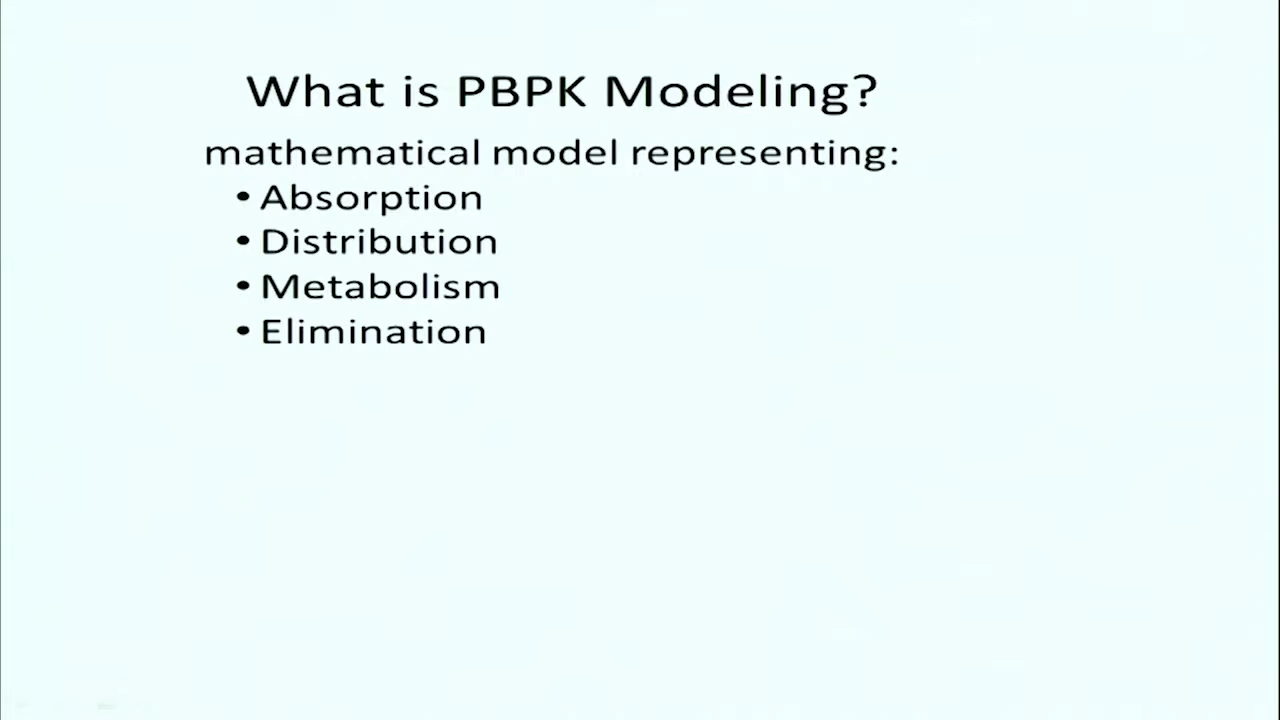 What is PBPK Modeling?
mathematical model representing:
• Absorption
• Distribution
• Metabolism
• Elimination